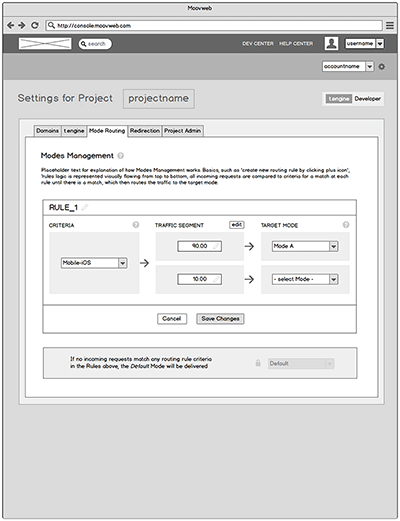 Moovweb
http://console.moovweb.com
search
DEV CENTER HELP CENTER
username
accountname
Settings for Project projectname
t.engine Developer
Domains t.engine Mode Routing Redirection Project Admin
Modes Management ?
Placeholder text for explanation of how Modes Management works. Basics, such as 'create new routing rule by clicking plus icon',
'rules logic is represented visually flowing from top to bottom, all incoming requests are compared to criteria for a match at each
rule until there is a match, which then routes the traffic to the target mode.
RULE_1
CRITERIA ? TRAFFIC SEGMENT edit TARGET MODE ?
90.00 Mode A
Mobile-iOS
10.00 - select Mode -
Cancel Save Changes
If no incoming requests match any routing rule criteria
in the Rules above, the Default Mode will be delivered
Default